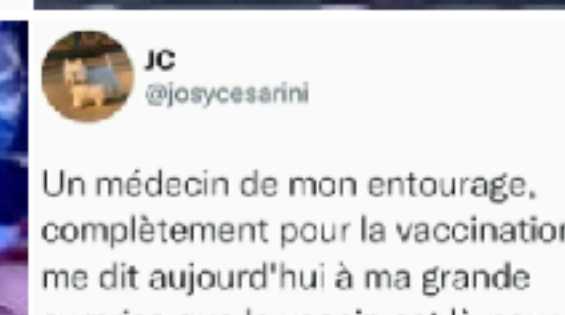 JC
@josycesarini
Un médecin de mon entourage,
complètement pour la vaccination
me dit aujourd'hui à ma grande